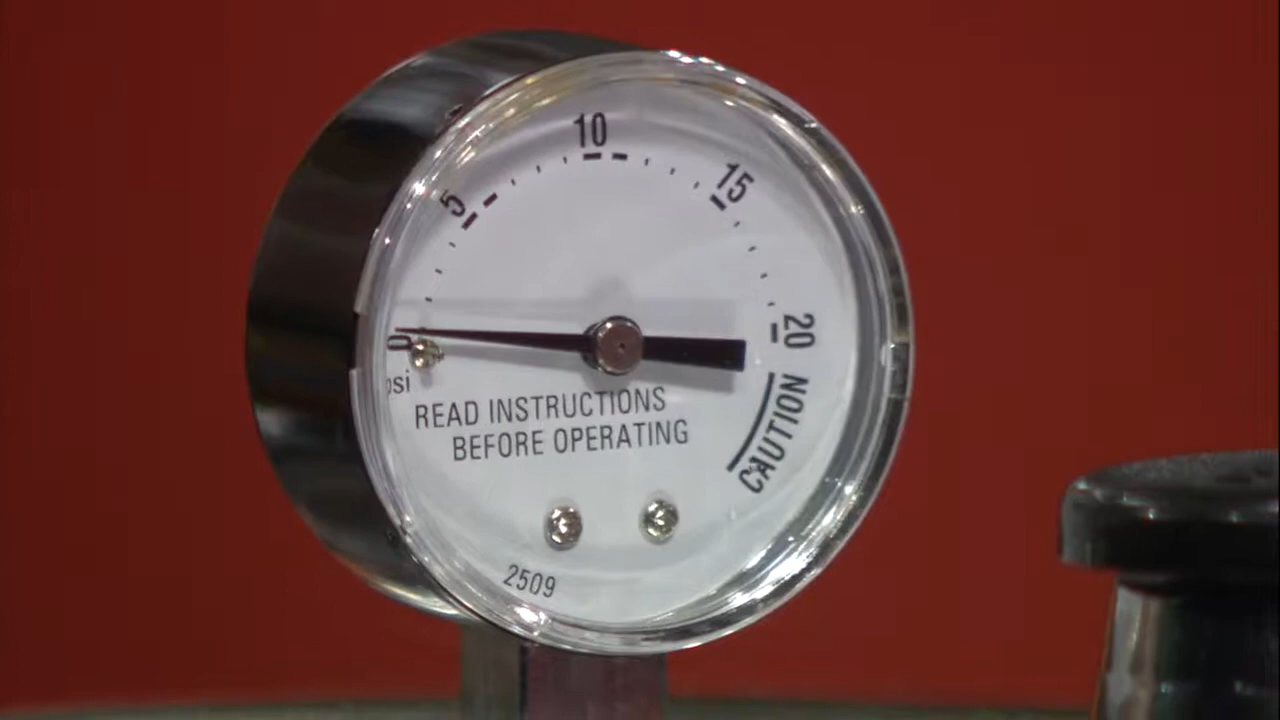 10
15
5
20
0
psi
READ INSTRUCTIONS
BEFORE OPERATING
CAUTION
2509